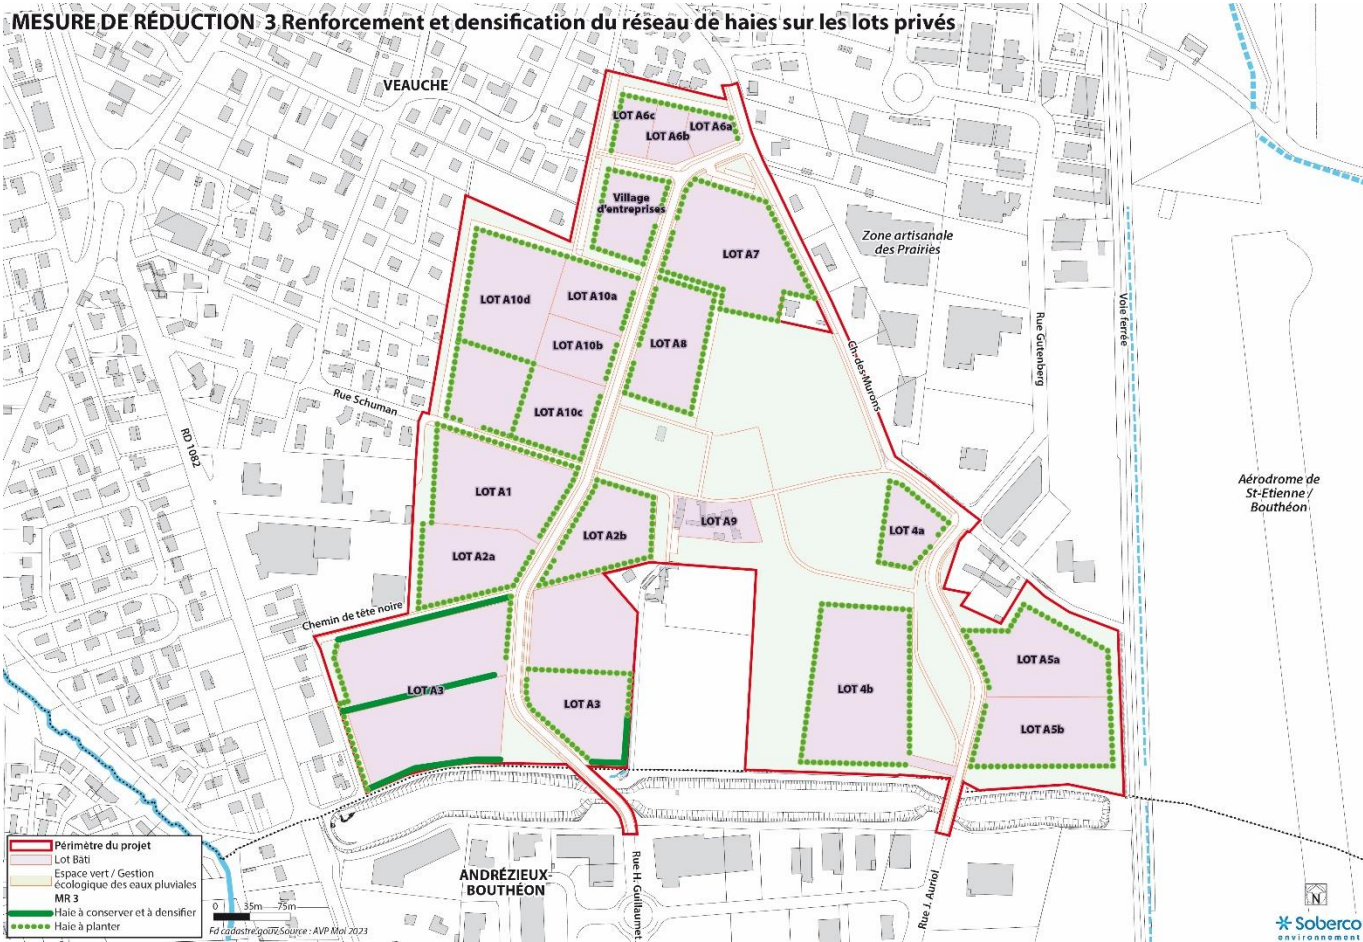 MESURE DE RÉDUCTION 3 Renforcement et densification du réseau de haies sur les lots privés
VEAUCHE
LOT A6c
LOT A6b
LOT A6a
Village
d'entreprises
LOT A7
Zone artisanale
des Prairies
LOT A10d
LOT A10a
LOT A10b
LOT A8
LOT A10c
Rue Schuman
RD 1082
Ch. des Murons
Rue Gutenberg
Voie ferrée
Aérodrome de
St-Etienne /
Bouthéon
LOT A1
LOT A2a
LOT A2b
LOT A9
LOT 4a
Chemin de tête noire
LOT A3
LOT A3
LOT 4b
LOT A5a
LOT A5b
Périmètre du projet
Lot Bâti
Espace vert / Gestion
écologique des eaux pluviales
MR 3
Haie à conserver et à densifier
Haie à planter
0 35m 75m
Fd cadastre.gouv, Source : AVP Mai 2023
ANDRÉZIEUX-
BOUTHÉON
Rue H. Guillaumet
Rue J. Auriol
N
Soberco
environnement